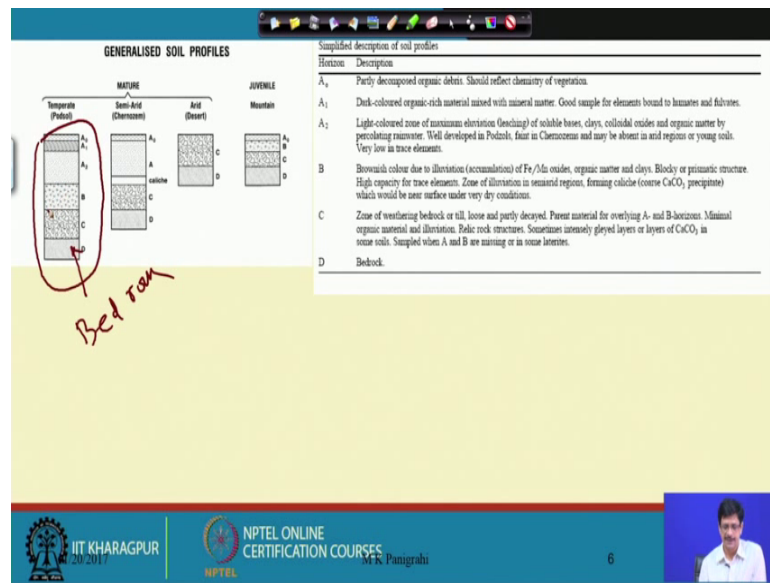 GENERALISED SOIL PROFILES
MATURE
JUVENILE
Temperate
(Podsol)
Semi-Arid
(Chernozem)
Arid
(Desert)
Mountain
A₀
A₁
A₂
B
C
D
A₀
A
caliche
C
D
C
D
A₀
B
C
D
Bed
Simplified description of soil profiles
Horizon Description
A₀ Partly decomposed organic debris. Should reflect chemistry of vegetation.
A₁ Dark-coloured organic-rich material mixed with mineral matter. Good sample for elements bound to humates and fulvates.
A₂ Light-coloured zone of maximum eluviation (leaching) of soluble bases, clays, colloidal oxides and organic matter by
percolating rainwater. Well developed in Podzols, faint in Chernozems and may be absent in arid regions or young soils.
Very low in trace elements.
B Brownish colour due to illuviation (accumulation) of Fe/Mn oxides, organic matter and clays. Blocky or prismatic structure.
High capacity for trace elements. Zone of illuviation in semiarid regions, forming caliche (coarse CaCO₃ precipitate)
which would be near surface under very dry conditions.
C Zone of weathering bedrock or till, loose and partly decayed. Parent material for overlying A- and B-horizons. Minimal
organic material and illuviation. Relic rock structures. Sometimes intensely gleyed layers or layers of CaCO₃ in
some soils. Sampled when A and B are missing or in some laterites.
D Bedrock.
IIT KHARAGPUR
20/2017
NPTEL
NPTEL ONLINE
CERTIFICATION COURSES
M K Panigrahi
6